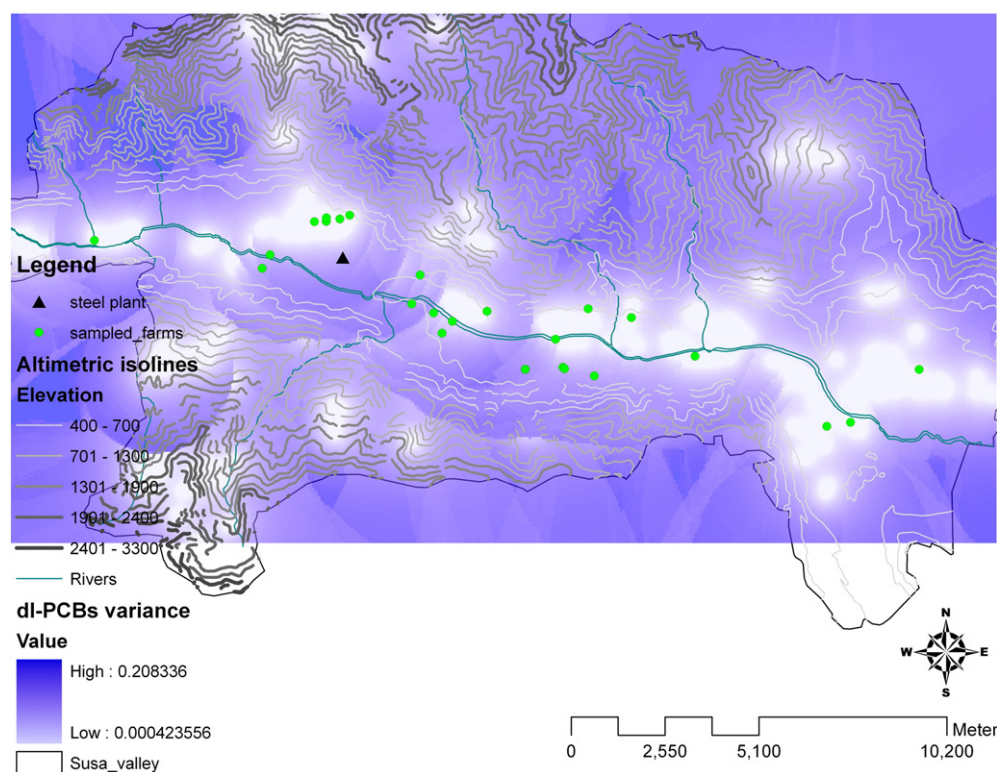 Legend
steel plant
sampled_farms
Altimetric isolines
Elevation
400 - 700
701 - 1300
1301 - 1900
1901 - 2400
2401 - 3300
Rivers
dl-PCBs variance
Value
High : 0.208336
Low : 0.000423556
Susa_valley
N
W E
S
Meter
0 2,550 5,100 10,200